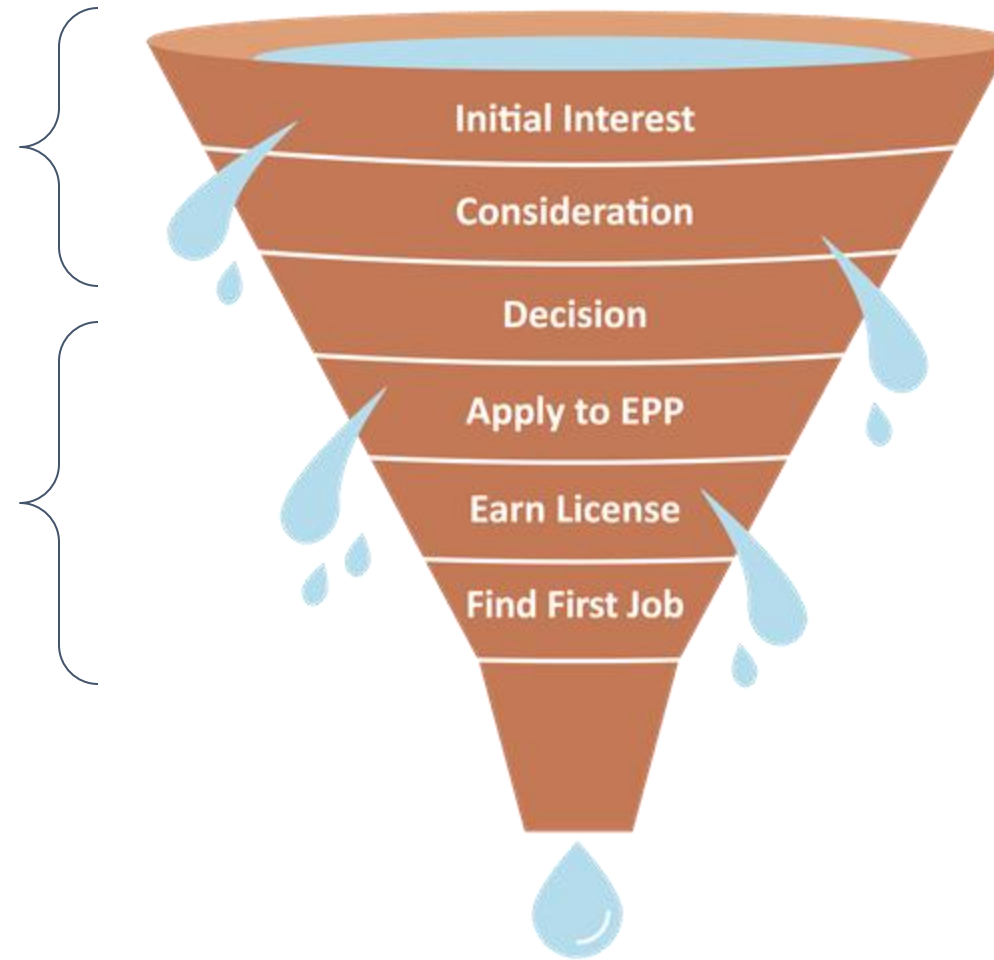 Initial Interest
Consideration
Decision
Apply to EPP
Earn License
Find First Job